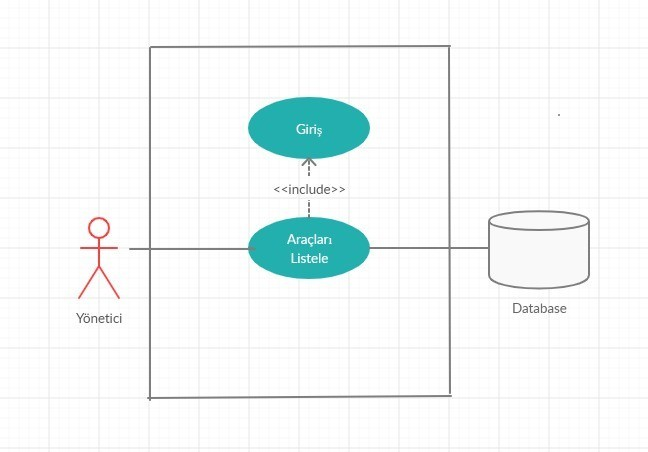 Giriş
<<include>>
Araçları
Listele
Yönetici
Database